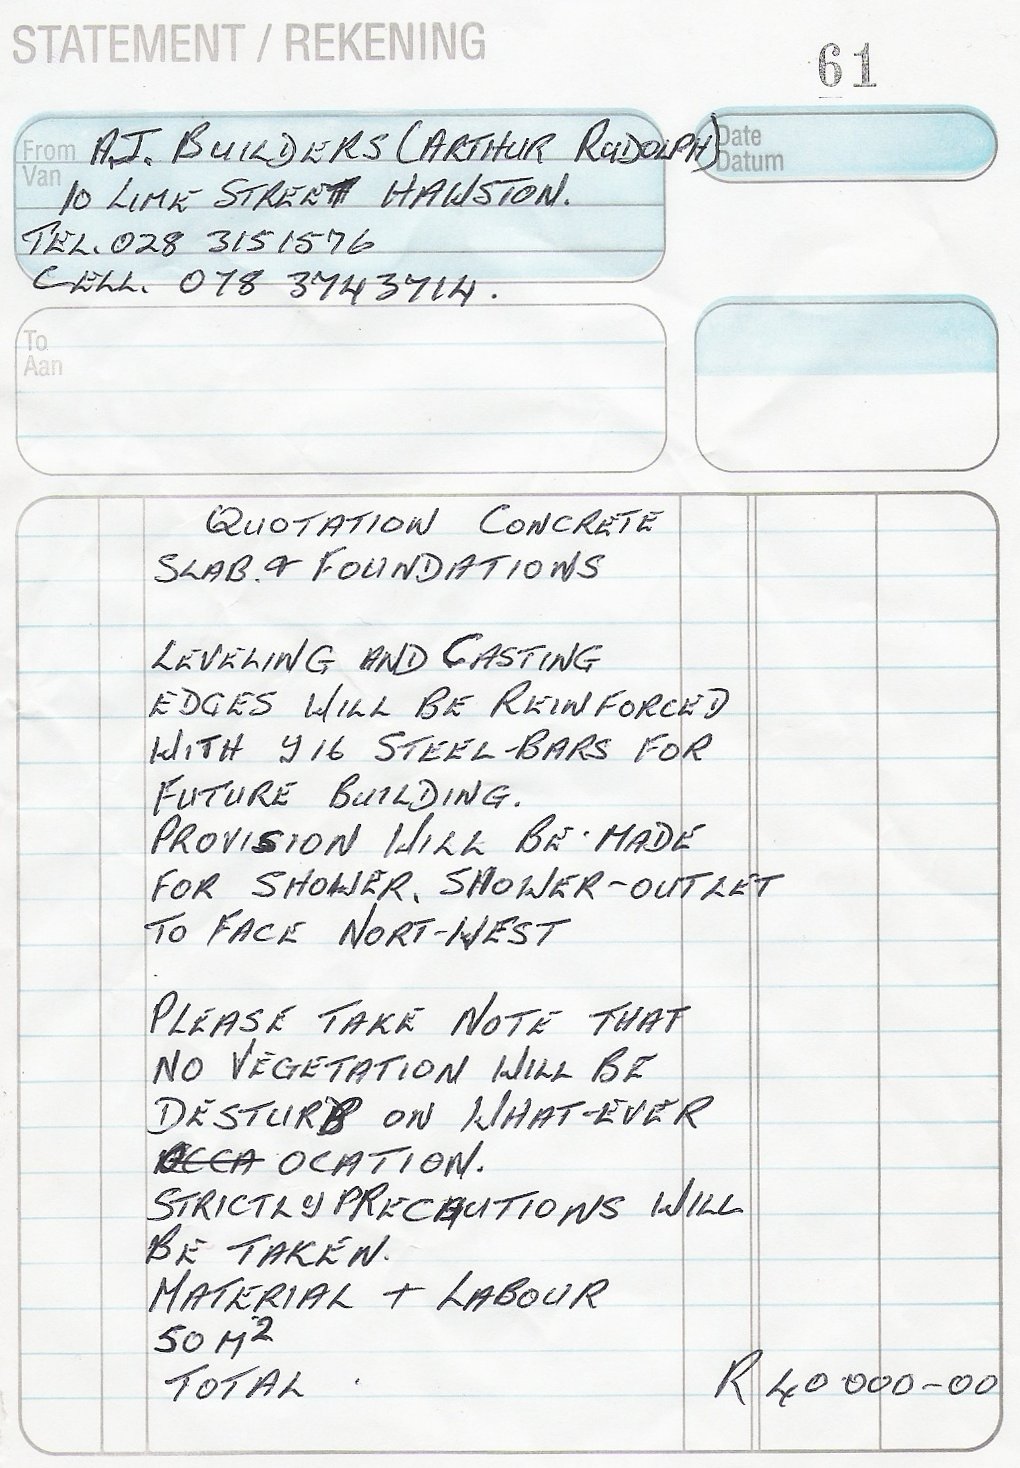 STATEMENT / REKENING
61
From
Van
A.J. BUILDERS (ARTHUR RUDOLPH)
10 LIME STREET HAWSTON.
TEL. 028 3151576
CELL. 078 3743714.
Date
Datum
To
Aan
QUOTATION CONCRETE
SLAB. & FOUNDATIONS
LEVELING AND CASTING
EDGES WILL BE REINFORCED
WITH Y16 STEEL-BARS FOR
FUTURE BUILDING.
PROVISION WILL BE MADE
FOR SHOWER. SHOWER-OUTLET
TO FACE NORT-WEST
PLEASE TAKE NOTE THAT
NO VEGETATION WILL BE
DESTURB ON WHAT-EVER
OCATION.
STRICTLY PRECAUTIONS WILL
BE TAKEN.
MATERIAL + LABOUR
50 M²
TOTAL R 40 000-00